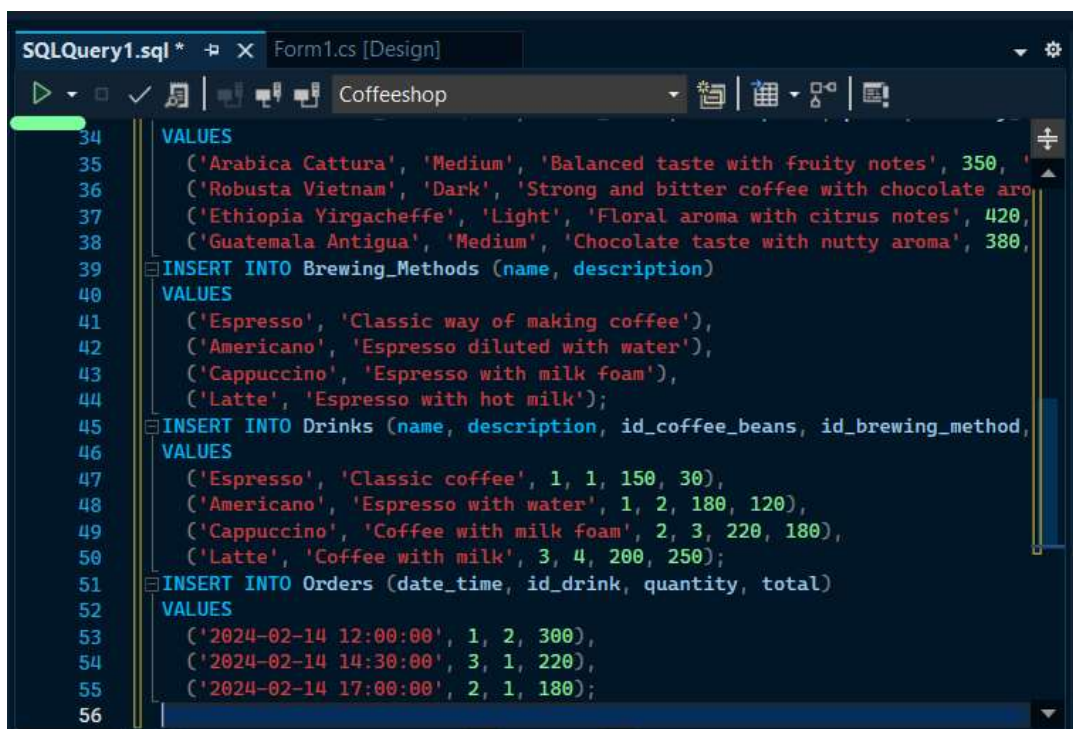 SQLQuery1.sql * Form1.cs [Design]
Coffeeshop
34 VALUES
35 ('Arabica Cattura', 'Medium', 'Balanced taste with fruity notes', 350, '
36 ('Robusta Vietnam', 'Dark', 'Strong and bitter coffee with chocolate aro
37 ('Ethiopia Yirgacheffe', 'Light', 'Floral aroma with citrus notes', 420,
38 ('Guatemala Antigua', 'Medium', 'Chocolate taste with nutty aroma', 380,
39 INSERT INTO Brewing_Methods (name, description)
40 VALUES
41 ('Espresso', 'Classic way of making coffee'),
42 ('Americano', 'Espresso diluted with water'),
43 ('Cappuccino', 'Espresso with milk foam'),
44 ('Latte', 'Espresso with hot milk');
45 INSERT INTO Drinks (name, description, id_coffee_beans, id_brewing_method,
46 VALUES
47 ('Espresso', 'Classic coffee', 1, 1, 150, 30),
48 ('Americano', 'Espresso with water', 1, 2, 180, 120),
49 ('Cappuccino', 'Coffee with milk foam', 2, 3, 220, 180),
50 ('Latte', 'Coffee with milk', 3, 4, 200, 250);
51 INSERT INTO Orders (date_time, id_drink, quantity, total)
52 VALUES
53 ('2024-02-14 12:00:00', 1, 2, 300),
54 ('2024-02-14 14:30:00', 3, 1, 220),
55 ('2024-02-14 17:00:00', 2, 1, 180);
56